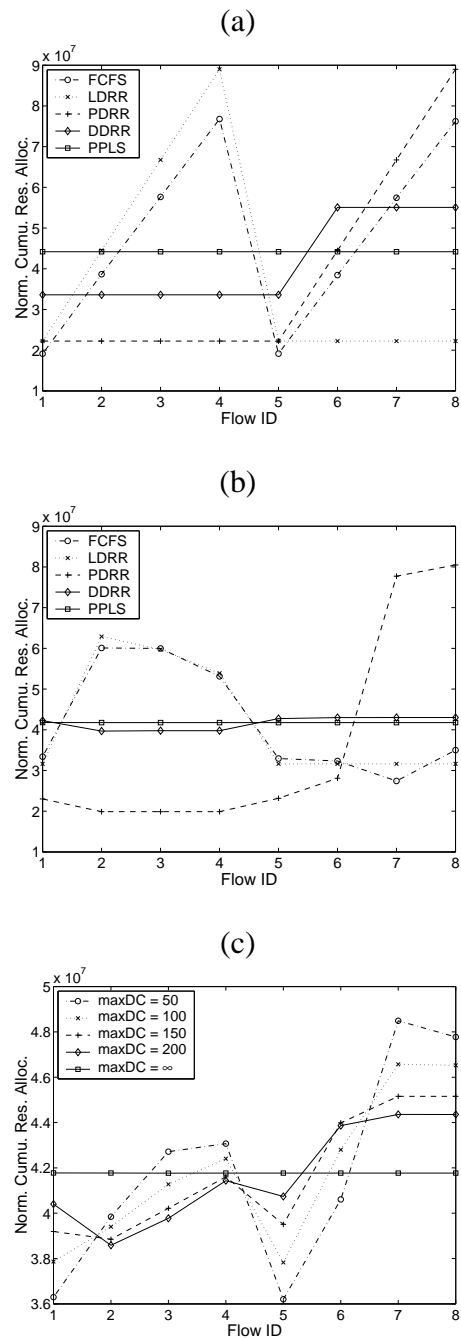 (a)
x 10^7
9
8
7
6
5
4
3
2
1
FCFS
LDRR
PDRR
DDRR
PPLS
Norm. Cumu. Res. Alloc.
1 2 3 4 5 6 7 8
Flow ID
(b)
x 10^7
9
8
7
6
5
4
3
2
1
FCFS
LDRR
PDRR
DDRR
PPLS
Norm. Cumu. Res. Alloc.
1 2 3 4 5 6 7 8
Flow ID
(c)
x 10^7
5
4.8
4.6
4.4
4.2
4
3.8
3.6
maxDC = 50
maxDC = 100
maxDC = 150
maxDC = 200
maxDC = ∞
Norm. Cumu. Res. Alloc.
1 2 3 4 5 6 7 8
Flow ID